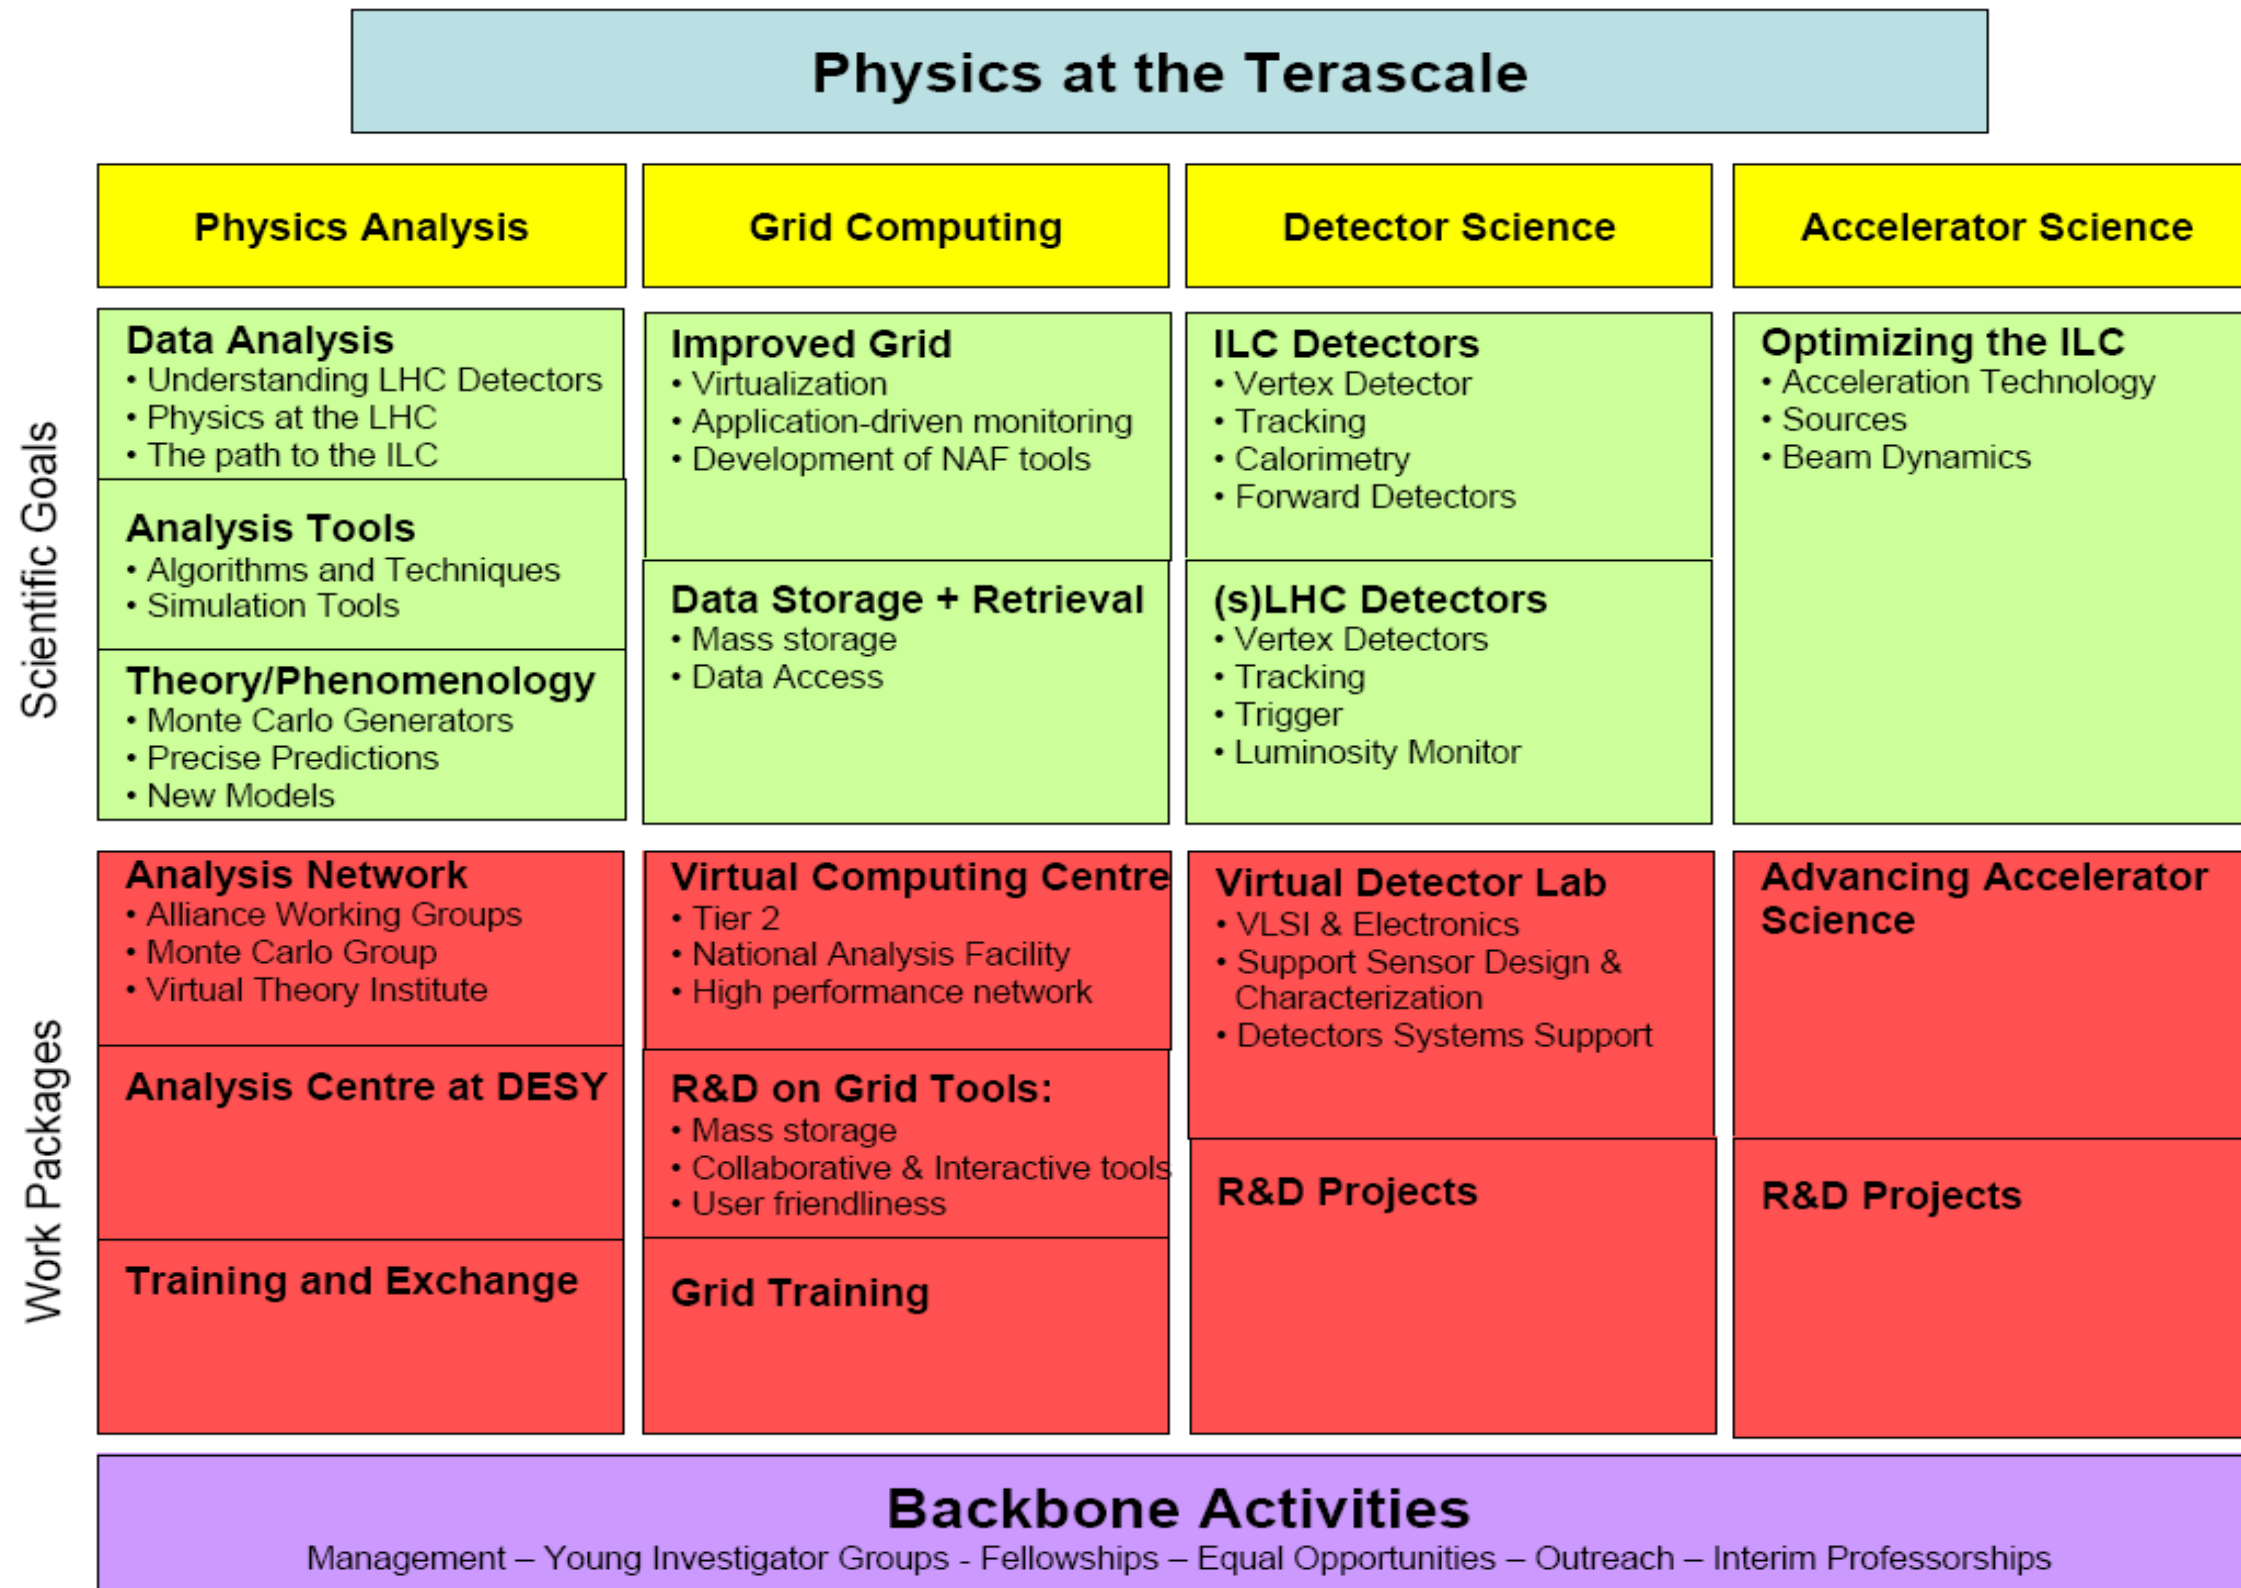 Physics at the Terascale
Physics Analysis
Grid Computing
Detector Science
Accelerator Science
Scientific Goals
Data Analysis
• Understanding LHC Detectors
• Physics at the LHC
• The path to the ILC
Analysis Tools
• Algorithms and Techniques
• Simulation Tools
Theory/Phenomenology
• Monte Carlo Generators
• Precise Predictions
• New Models
Improved Grid
• Virtualization
• Application-driven monitoring
• Development of NAF tools
Data Storage + Retrieval
• Mass storage
• Data Access
ILC Detectors
• Vertex Detector
• Tracking
• Calorimetry
• Forward Detectors
(s)LHC Detectors
• Vertex Detectors
• Tracking
• Trigger
• Luminosity Monitor
Optimizing the ILC
• Acceleration Technology
• Sources
• Beam Dynamics
Work Packages
Analysis Network
• Alliance Working Groups
• Monte Carlo Group
• Virtual Theory Institute
Analysis Centre at DESY
Training and Exchange
Virtual Computing Centre
• Tier 2
• National Analysis Facility
• High performance network
R&D on Grid Tools:
• Mass storage
• Collaborative & Interactive tools
• User friendliness
Grid Training
Virtual Detector Lab
• VLSI & Electronics
• Support Sensor Design &
Characterization
• Detectors Systems Support
R&D Projects
Advancing Accelerator
Science
R&D Projects
Backbone Activities
Management – Young Investigator Groups - Fellowships – Equal Opportunities – Outreach – Interim Professorships